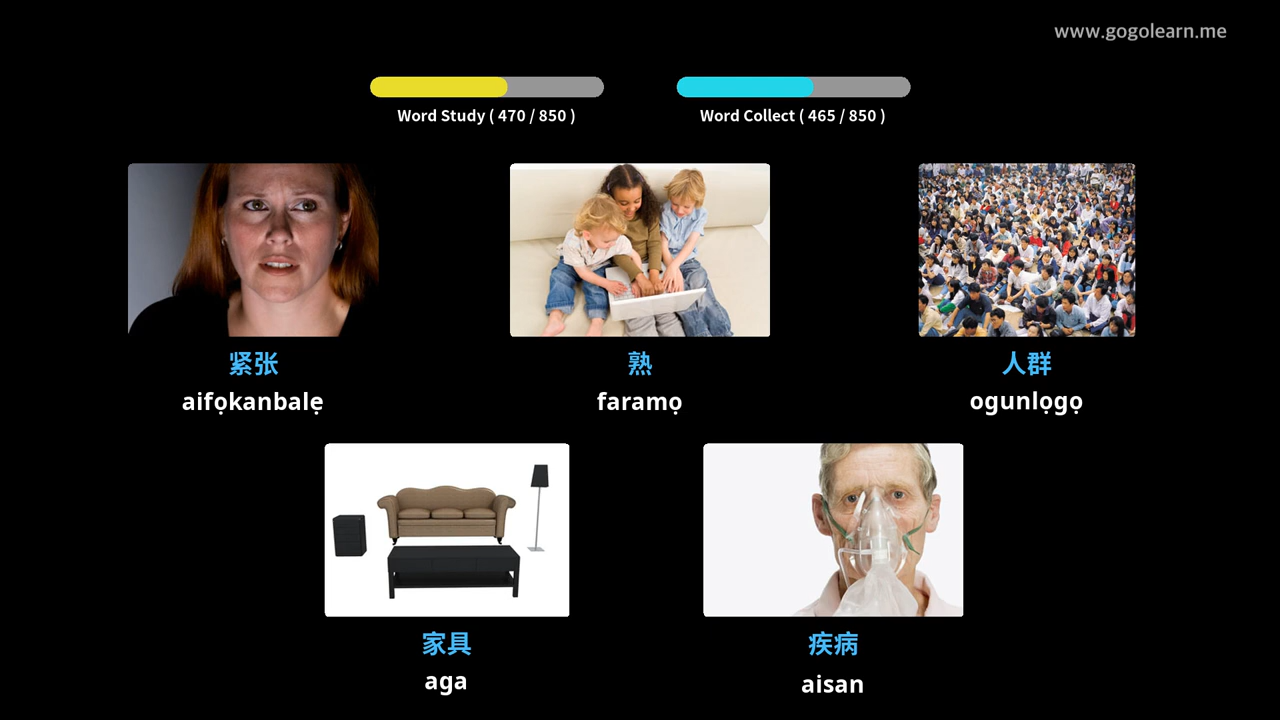 www.gogolearn.me
Word Study ( 470 / 850 )
Word Collect ( 465 / 850 )
紧张
aifọkanbalẹ
熟
faramọ
人群
ogunlọgọ
家具
aga
疾病
aisan